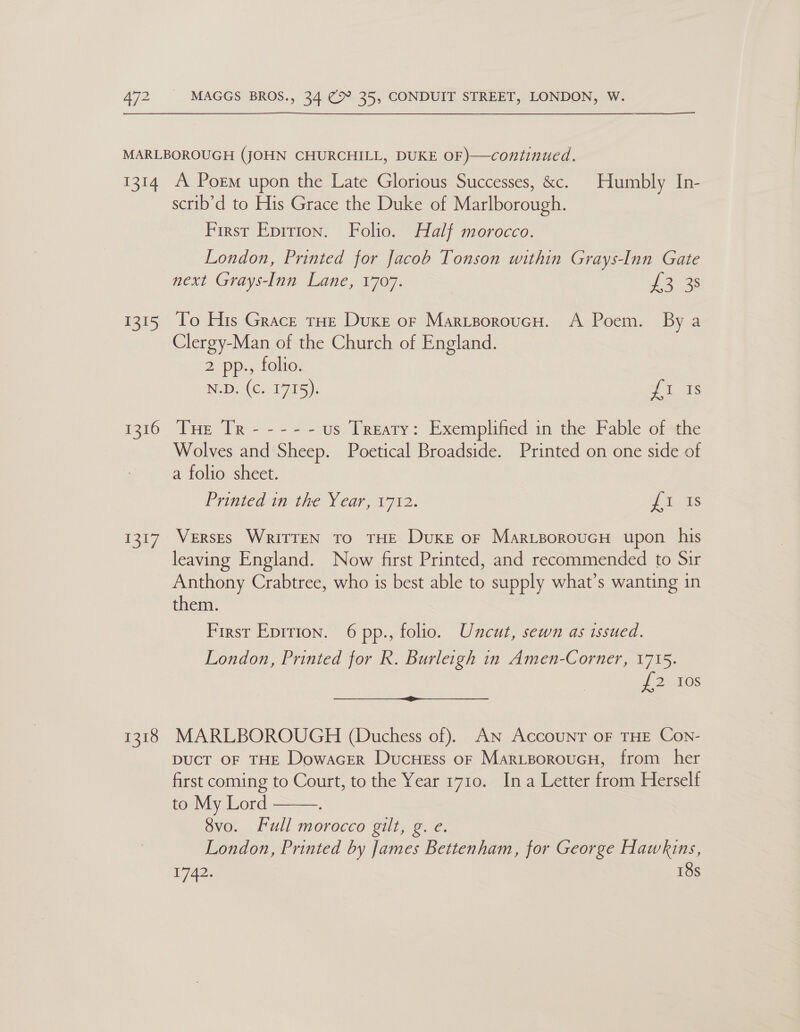 472 MAGGS BROS., 34 & 35, CONDUIT STREET, LONDON, W.
MARLBOROUGH (JOHN CHURCHILL, DUKE OF)—continued.
1314 A Poem upon the Late Glorious Successes, &c. Humbly In-
scrib'd to His Grace the Duke of Marlborough.
First Edition. Folio. Half morocco.
London, Printed for Jacob Tonson within Grays-Inn Gate
next Grays-Inn Lane, 1707. £3 3s
1315 To His Grace the Duke of Marlborough. A Poem. By a
Clergy-Man of the Church of England.
2 pp., folio.
N.D. (c. 1715). £1 1s
1316 The Tr - - - - - us Treaty: Exemplified in the Fable of the
Wolves and Sheep. Poetical Broadside. Printed on one side of
a folio sheet.
Printed in the Year, 1712. £1 1s
1317 Verses Written to the Duke of Marlborough upon his
leaving England. Now first Printed, and recommended to Sir
Anthony Crabtree, who is best able to supply what's wanting in
them.
First Edition. 6 pp., folio. Uncut, sewn as issued.
London, Printed for R. Burleigh in Amen-Corner, 1715.
£2 10s
1318 MARLBOROUGH (Duchess of). An Account of the Con-
duct of the Dowager Duchess of Marlborough, from her
first coming to Court, to the Year 1710. In a Letter from Herself
to My Lord ———.
8vo. Full morocco gilt, g. e.
London, Printed by James Bettenham, for George Hawkins,
1742. 18s